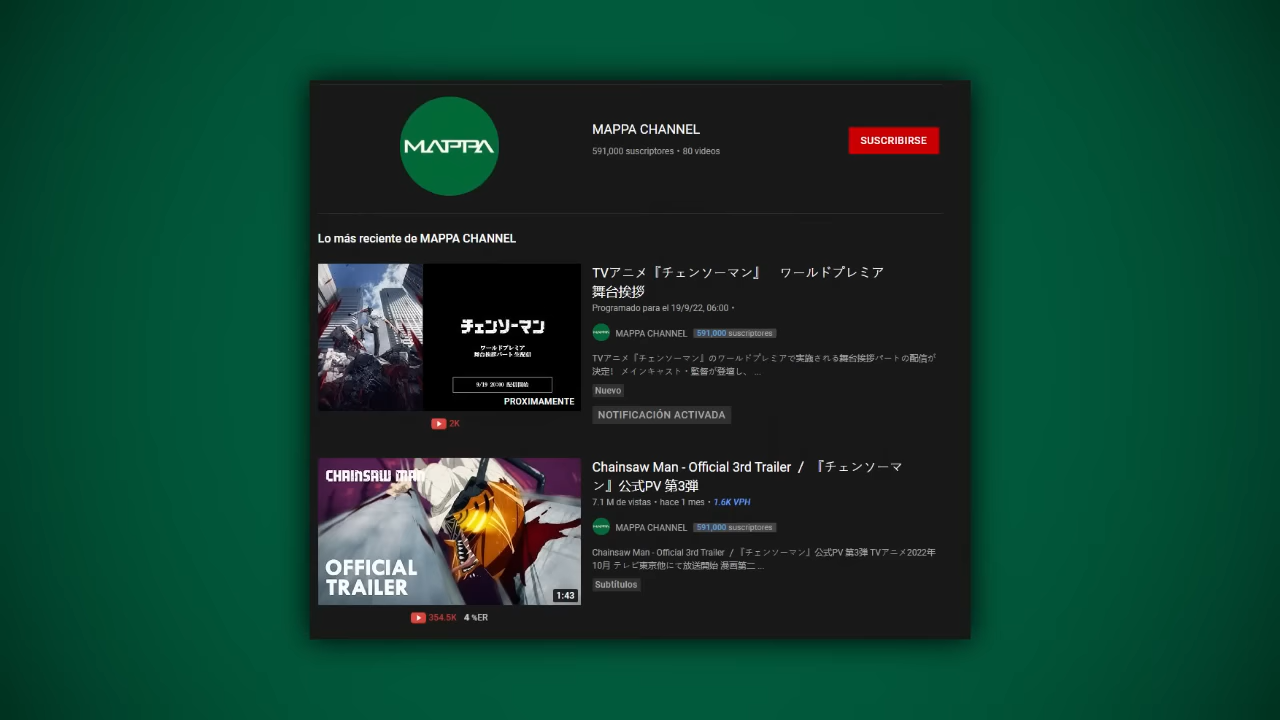 MAPPA
MAPPA CHANNEL
591,000 suscriptores • 80 videos
SUSCRIBIRSE
Lo más reciente de MAPPA CHANNEL
チェンソーマン
ワールドプレミア
舞台挨拶パート生配信
9/19 20:00 配信開始
PROXIMAMENTE
2K
TVアニメ『チェンソーマン』 ワールドプレミア
舞台挨拶
Programado para el 19/9/22, 06:00 •
MAPPA CHANNEL 591,000 suscriptores
TVアニメ『チェンソーマン』のワールドプレミアで実施される舞台挨拶パートの配信が
決定! メインキャスト・監督が登壇し、 ...
Nuevo
NOTIFICACIÓN ACTIVADA
CHAINSAW MAN
OFFICIAL
TRAILER
1:43
354.5K 4 %ER
Chainsaw Man - Official 3rd Trailer / 『チェンソーマ
ン』公式PV 第3弾
7.1 M de vistas • hace 1 mes • 1.6K VPH
MAPPA CHANNEL 591,000 suscriptores
Chainsaw Man - Official 3rd Trailer / 『チェンソーマン』公式PV 第3弾 TVアニメ2022年
10月 テレビ東京他にて放送開始 漫画第二 ...
Subtítulos